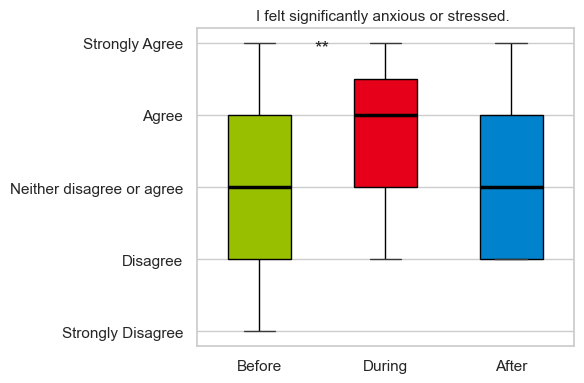 I felt significantly anxious or stressed.
Strongly Agree
**
Agree
Neither disagree or agree
Disagree
Strongly Disagree
Before
During
After